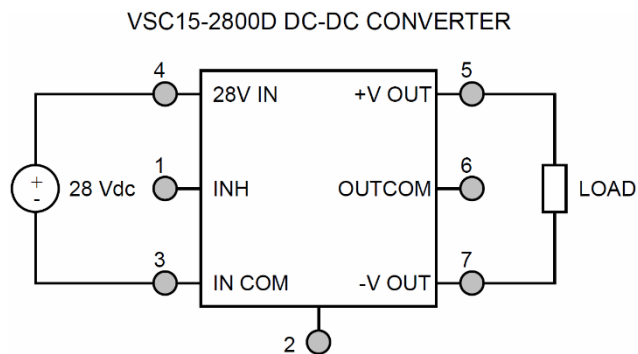 VSC15-2800D DC-DC CONVERTER
4 5
28V IN +V OUT
1 6
+
- 28 Vdc INH OUTCOM LOAD
3 7
IN COM -V OUT
2